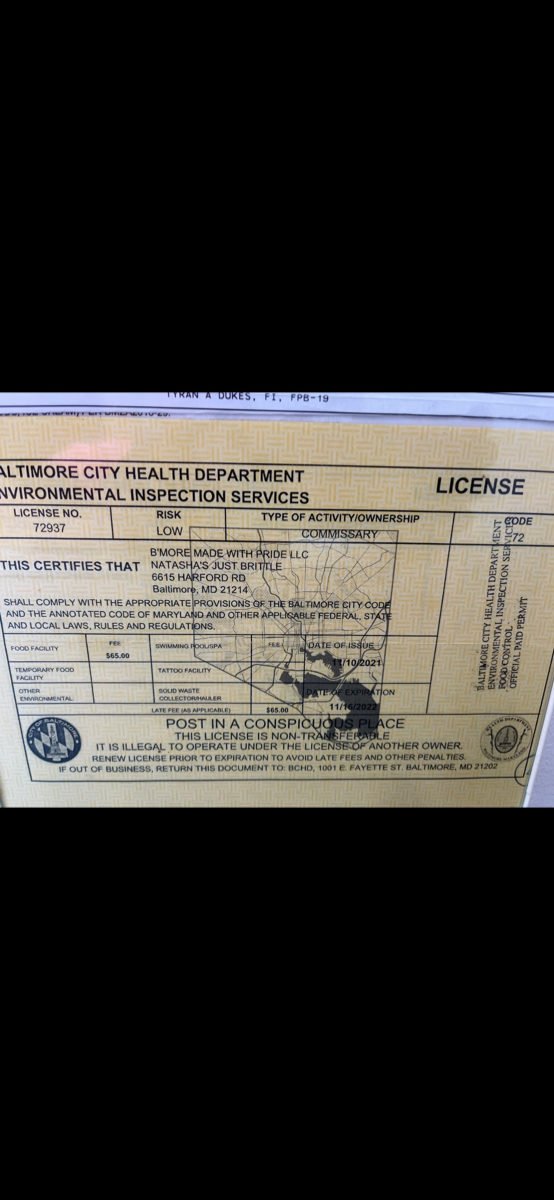 TYRAN A DUKES, FI, FPB-19
ALTIMORE CITY HEALTH DEPARTMENT
NVIRONMENTAL INSPECTION SERVICES
LICENSE
LICENSE NO.
72937
RISK
LOW
TYPE OF ACTIVITY/OWNERSHIP
COMMISSARY
CODE
72
THIS CERTIFIES THAT
B'MORE MADE WITH PRIDE LLC
NATASHA'S JUST BRITTLE
6615 HARFORD RD
Baltimore, MD 21214
SHALL COMPLY WITH THE APPROPRIATE PROVISIONS OF THE BALTIMORE CITY CODE
AND THE ANNOTATED CODE OF MARYLAND AND OTHER APPLICABLE FEDERAL, STATE
AND LOCAL LAWS, RULES AND REGULATIONS.
FOOD FACILITY
FEE
$65.00
SWIMMING POOL/SPA
FEE
DATE OF ISSUE
11/10/2021
TEMPORARY FOOD
FACILITY
TATTOO FACILITY
OTHER
ENVIRONMENTAL
SOLID WASTE
COLLECTOR/HAULER
DATE OF EXPIRATION
11/16/2022
LATE FEE (AS APPLICABLE)
$65.00
BALTIMORE CITY HEALTH DEPARTMENT
ENVIRONMENTAL INSPECTION SERVICES
FOOD CONTROL
OFFICIAL PAID PERMIT
POST IN A CONSPICUOUS PLACE
THIS LICENSE IS NON-TRANSFERABLE
IT IS ILLEGAL TO OPERATE UNDER THE LICENSE OF ANOTHER OWNER.
RENEW LICENSE PRIOR TO EXPIRATION TO AVOID LATE FEES AND OTHER PENALTIES.
IF OUT OF BUSINESS, RETURN THIS DOCUMENT TO: BCHD, 1001 E. FAYETTE ST. BALTIMORE, MD 21202